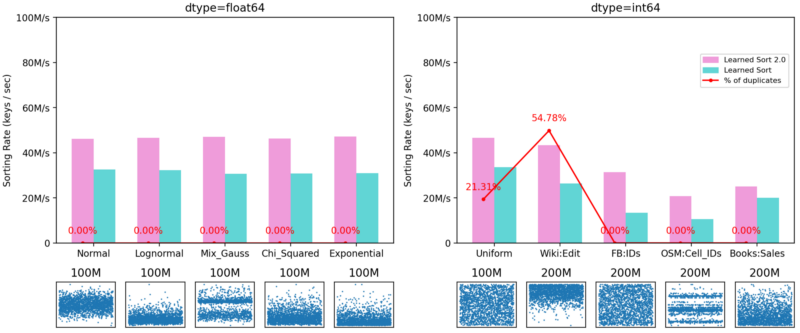 dtype=float64
100M/s
80M/s
60M/s
40M/s
20M/s
0
Sorting Rate (keys / sec)
0.00% 0.00% 0.00% 0.00% 0.00%
Normal Lognormal Mix_Gauss Chi_Squared Exponential
100M 100M 100M 100M 100M
dtype=int64
100M/s
80M/s
60M/s
40M/s
20M/s
0
Sorting Rate (keys / sec)
Learned Sort 2.0
Learned Sort
% of duplicates
54.78%
21.31%
0.00% 0.00% 0.00%
Uniform Wiki:Edit FB:IDs OSM:Cell_IDs Books:Sales
100M 200M 200M 200M 200M